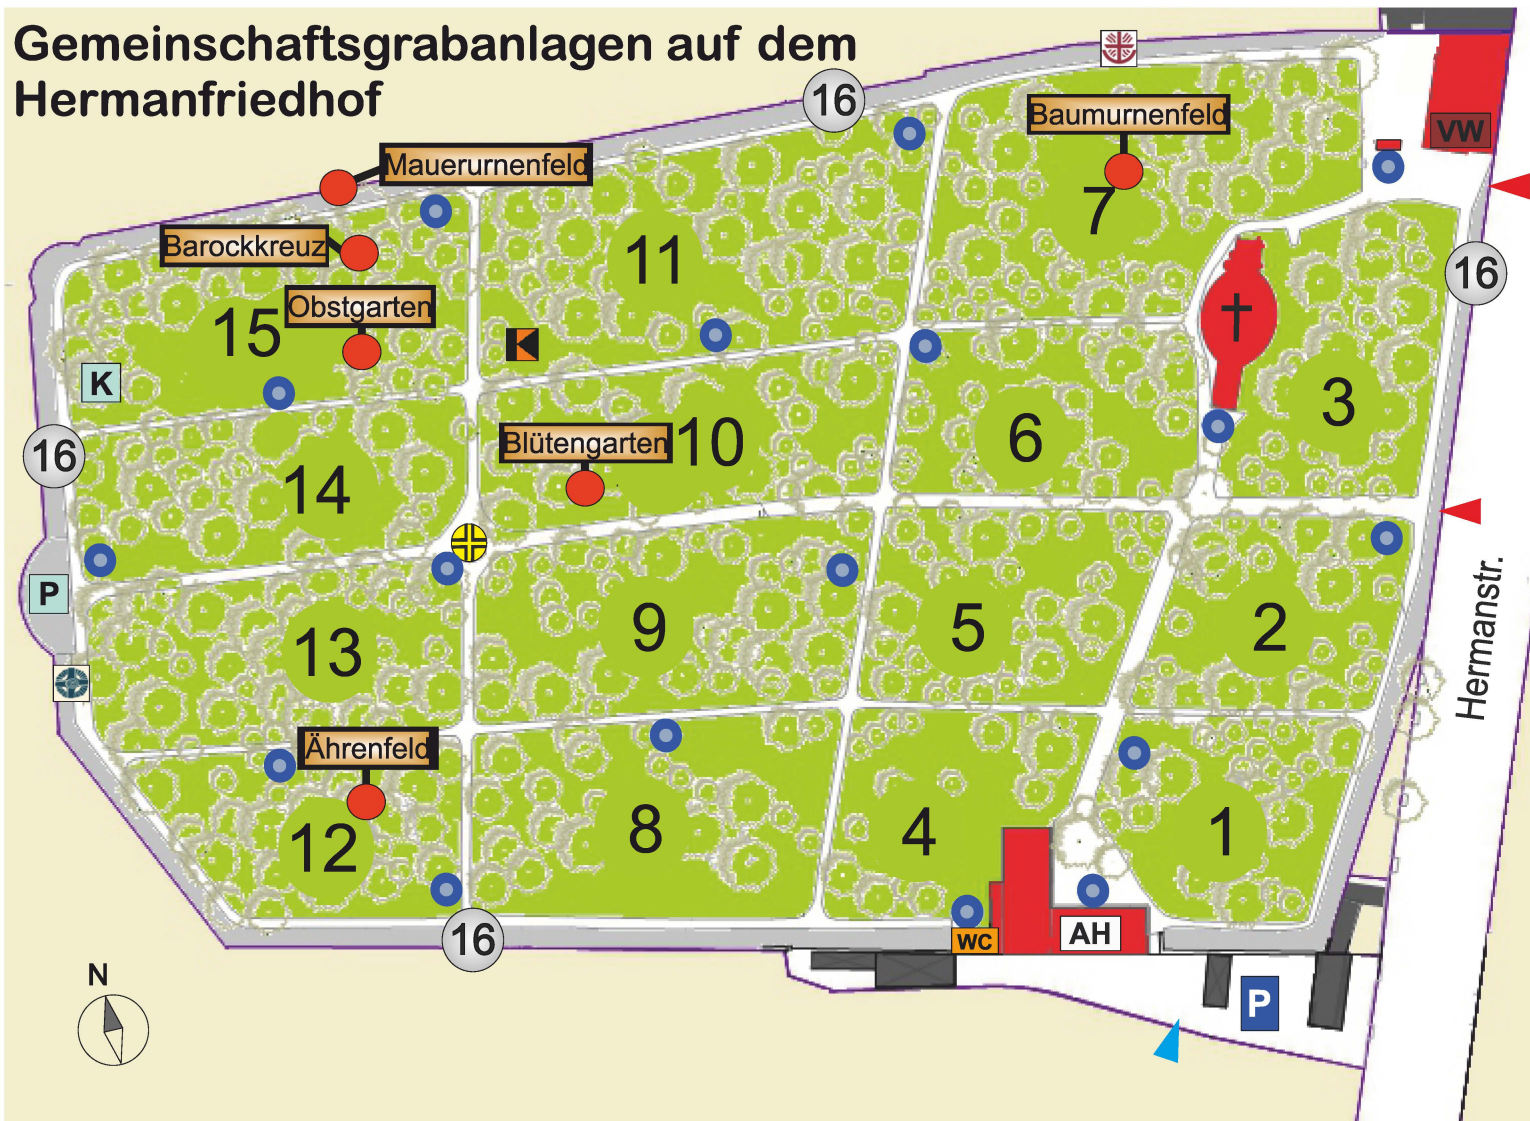 Gemeinschaftsgrabanlagen auf dem
Hermanfriedhof
16
Baumurnenfeld
VW
Mauerurnenfeld
7
Barockkreuz
11
16
Obstgarten
15
K
K
3
Blütengarten
10
6
16
14
P
9
5
2
13
Hermanstr.
Ährenfeld
12
8
4
1
16
WC
AH
N
P